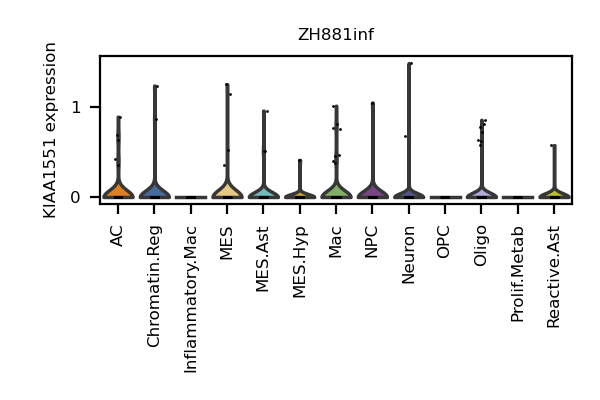 ZH881inf
KIAA1551 expression
1
0
AC
Chromatin.Reg
Inflammatory.Mac
MES
MES.Ast
MES.Hyp
Mac
NPC
Neuron
OPC
Oligo
Prolif.Metab
Reactive.Ast